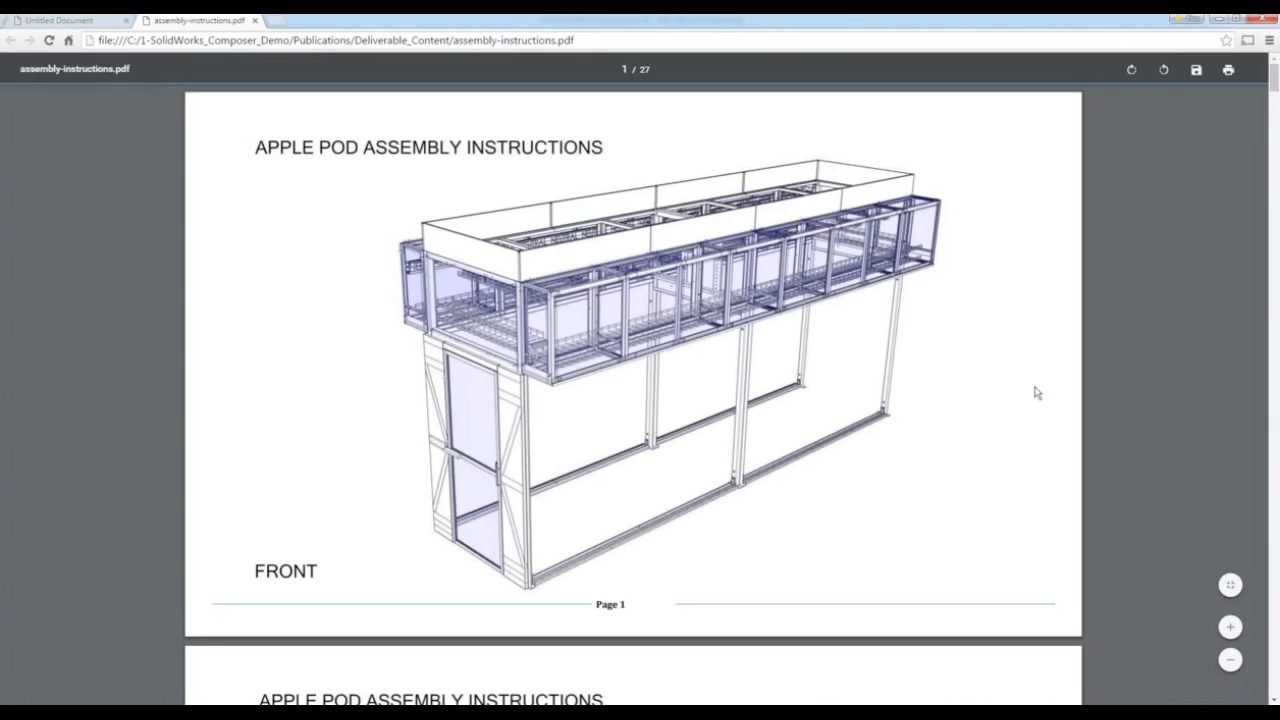 Untitled Document
assembly-instructions.pdf
file:///C:/1-SolidWorks_Composer_Demo/Publications/Deliverable_Content/assembly-instructions.pdf
assembly-instructions.pdf
1 / 27
APPLE POD ASSEMBLY INSTRUCTIONS
FRONT
Page 1
APPLE POD ASSEMBLY INSTRUCTIONS